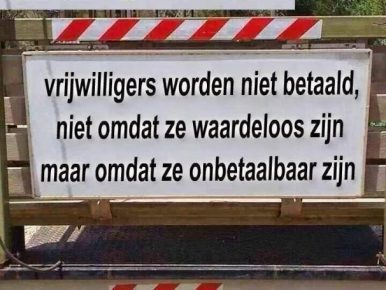 vrijwilligers worden niet betaald,
niet omdat ze waardeloos zijn
maar omdat ze onbetaalbaar zijn